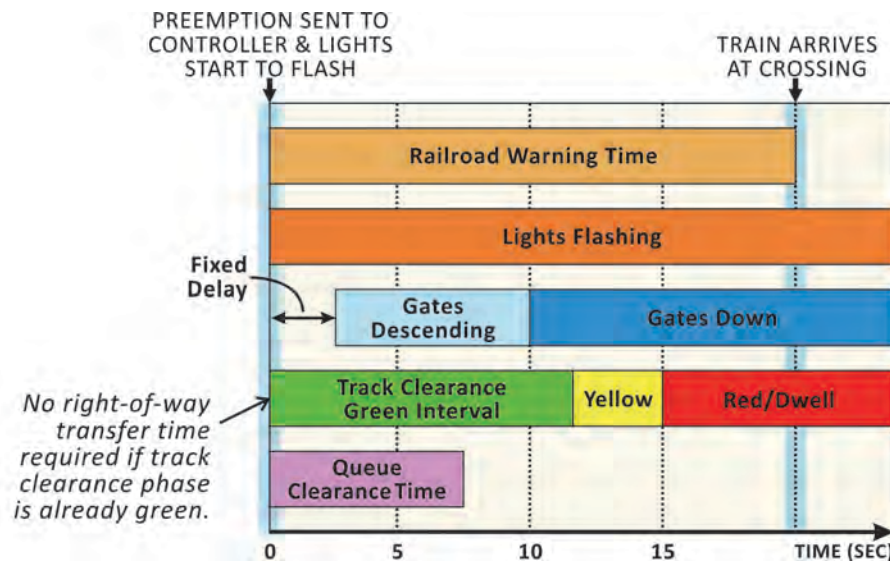 PREEMPTION SENT TO
CONTROLLER & LIGHTS
START TO FLASH
TRAIN ARRIVES
AT CROSSING
Railroad Warning Time
Lights Flashing
Fixed
Delay
Gates
Descending
Gates Down
Track Clearance
Green Interval
Yellow
Red/Dwell
No right-of-way
transfer time
required if track
clearance phase
is already green.
Queue
Clearance Time
0 5 10 15 TIME (SEC)